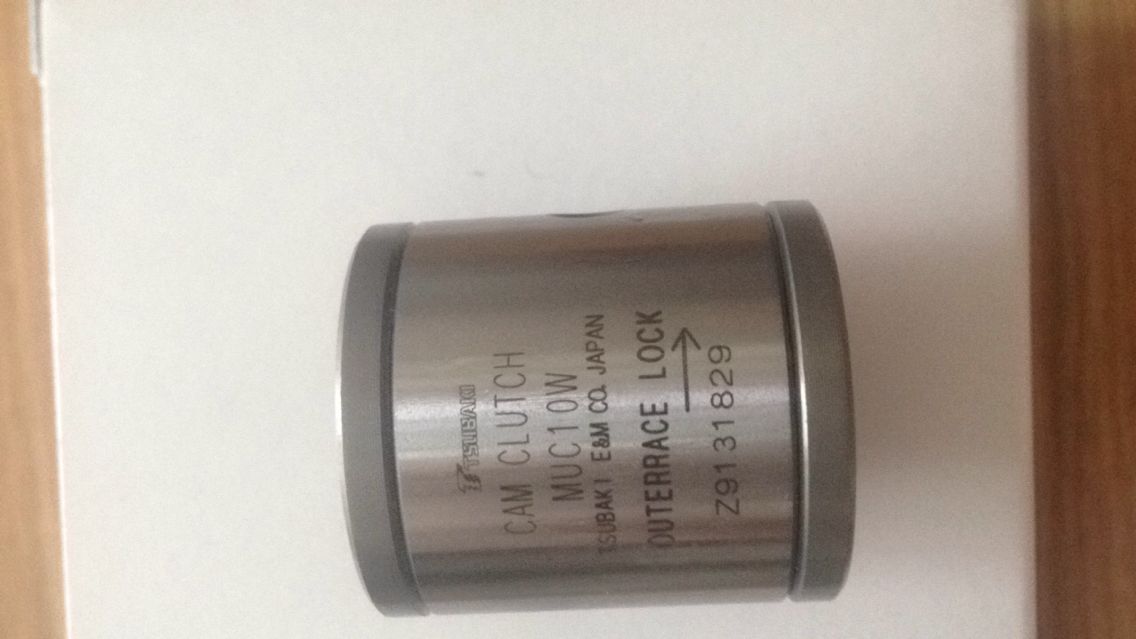 TSUBAKI
CAM CLUTCH
MUC10W
TSUBAKI E&M CO. JAPAN
OUTERRACE LOCK
Z9131829